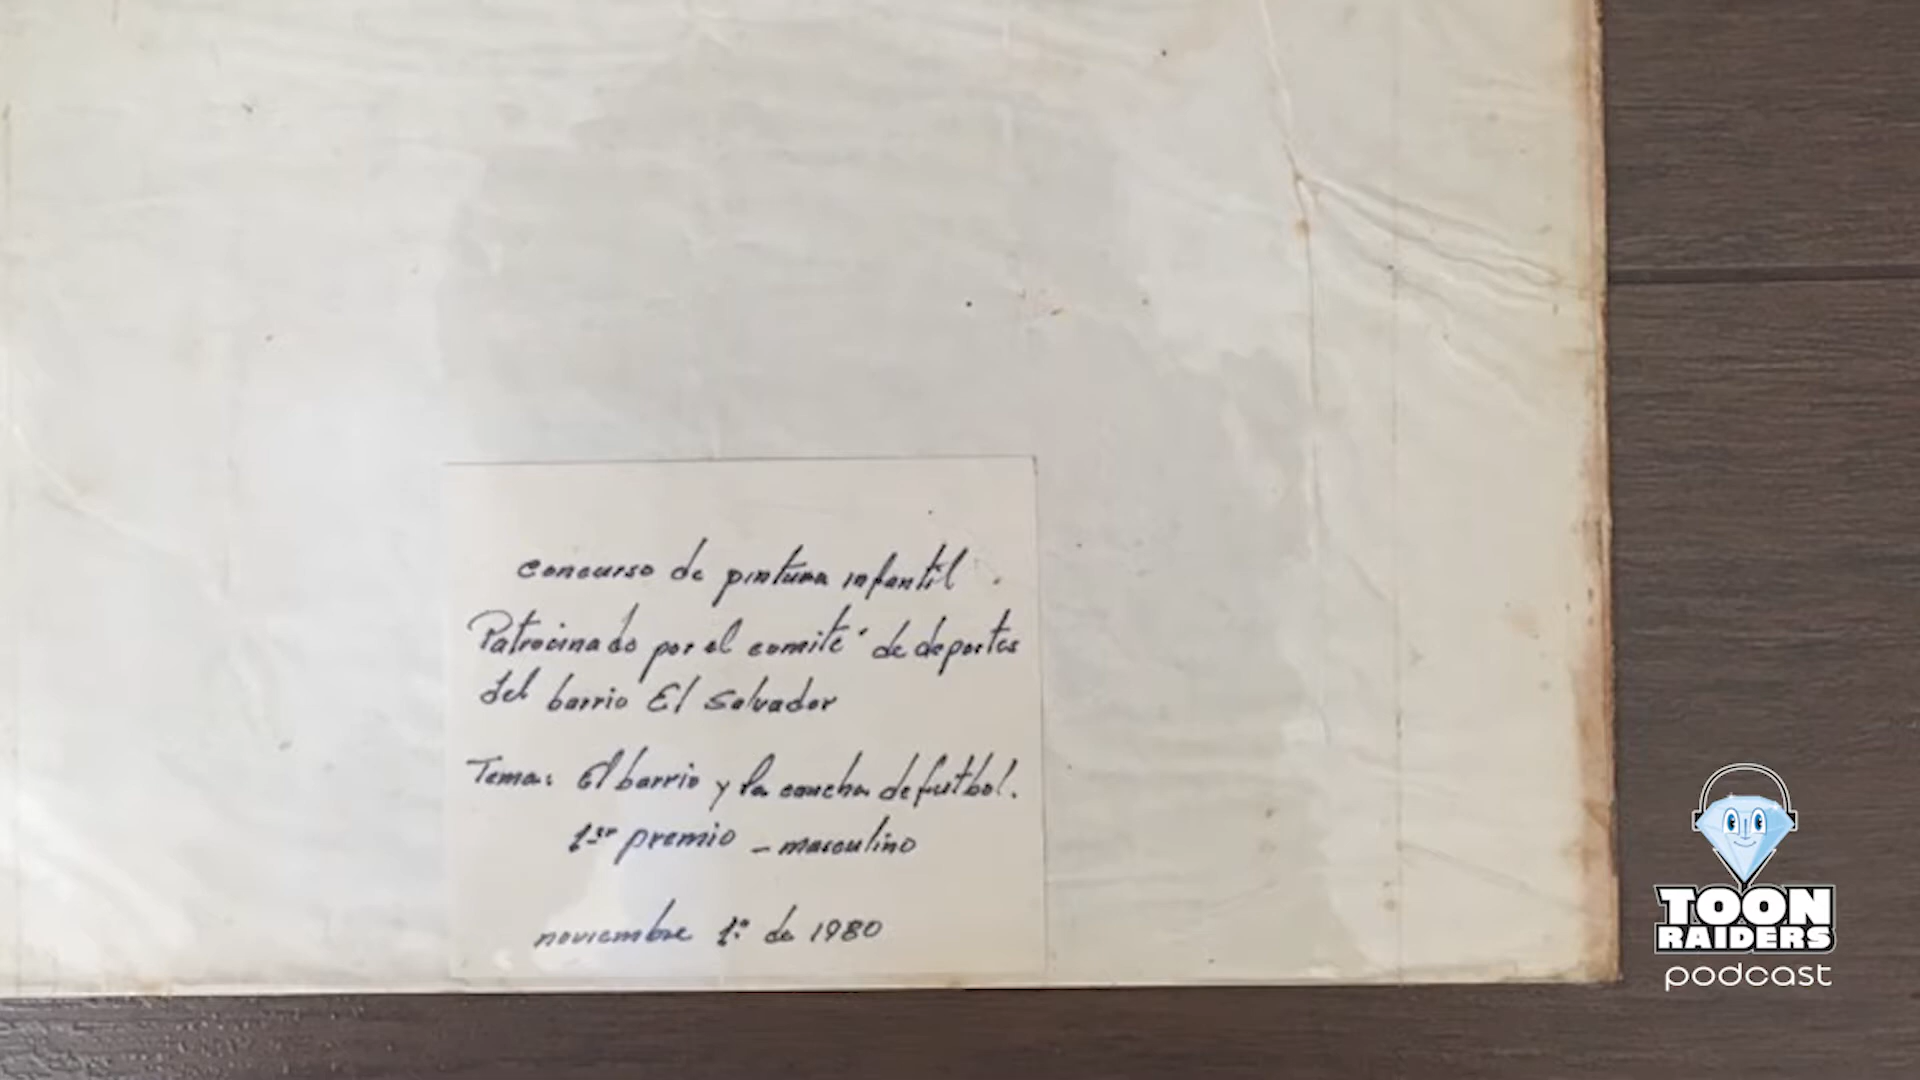 concurso de pintura infantil.
Patrocinado por el comité de deportes
del barrio El Salvador
Tema: El barrio y la cancha de futbol.
1er premio - masculino
noviembre 1º de 1980
TOON
RAIDERS
podcast